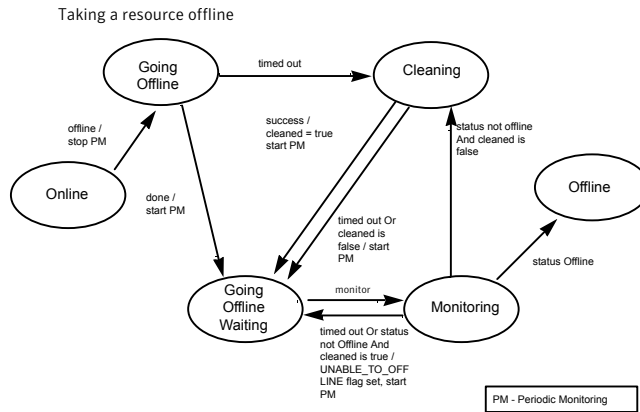 Taking a resource offline
Going
Offline
timed out
Cleaning
offline /
stop PM
success /
cleaned = true
start PM
status not offline
And cleaned is
false
Online
done /
start PM
Offline
timed out Or
cleaned is
false / start
PM
status Offline
Going
Offline
Waiting
monitor
Monitoring
timed out Or status
not Offline And
cleaned is true /
UNABLE_TO_OFF
LINE flag set, start
PM
PM - Periodic Monitoring